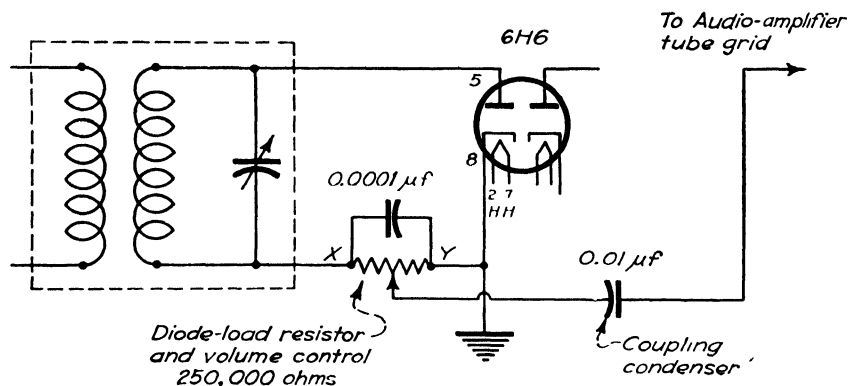 6H6
To Audio-amplifier
tube grid
5
8
2 7
H H
0.0001 μf
X
Y
0.01 μf
Diode-load resistor
and volume control
250,000 ohms
Coupling
condenser